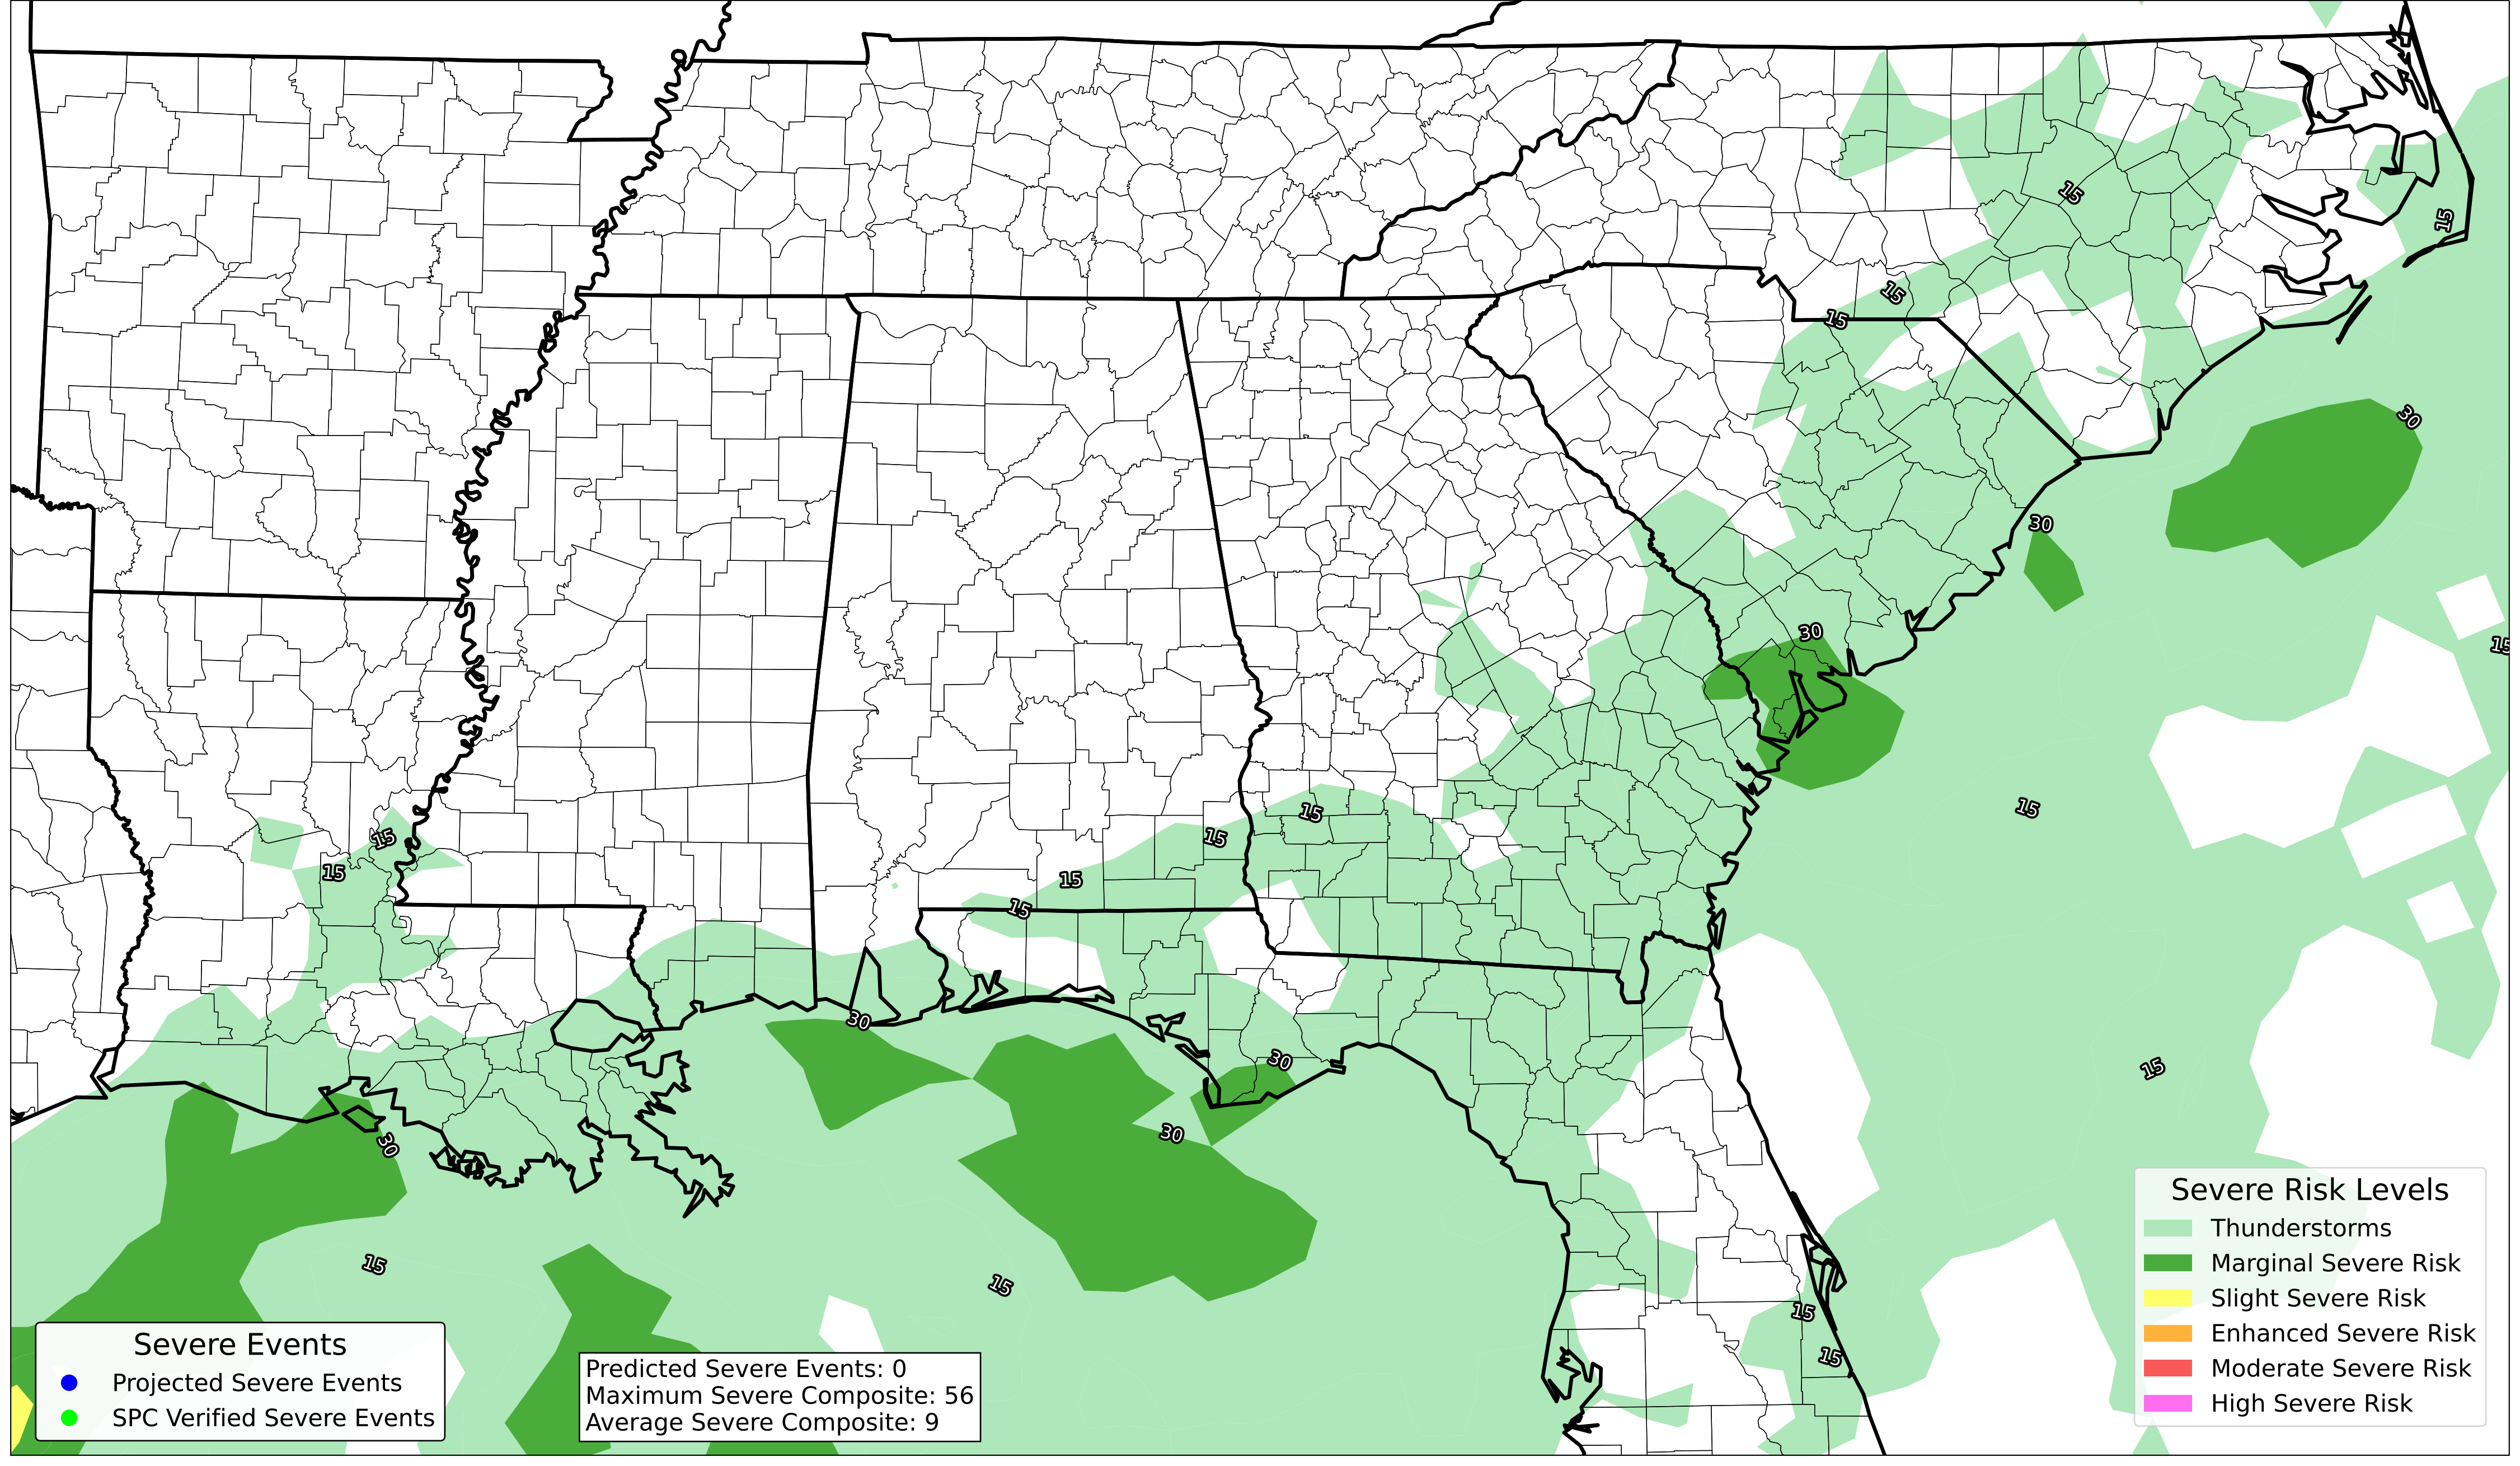 15
15
15
15
30
30
30
15
15
15
15
15
15
15
15
30
30
15
30
30
15
15
15
15
Severe Events
Projected Severe Events
SPC Verified Severe Events
Predicted Severe Events: 0
Maximum Severe Composite: 56
Average Severe Composite: 9
Severe Risk Levels
Thunderstorms
Marginal Severe Risk
Slight Severe Risk
Enhanced Severe Risk
Moderate Severe Risk
High Severe Risk